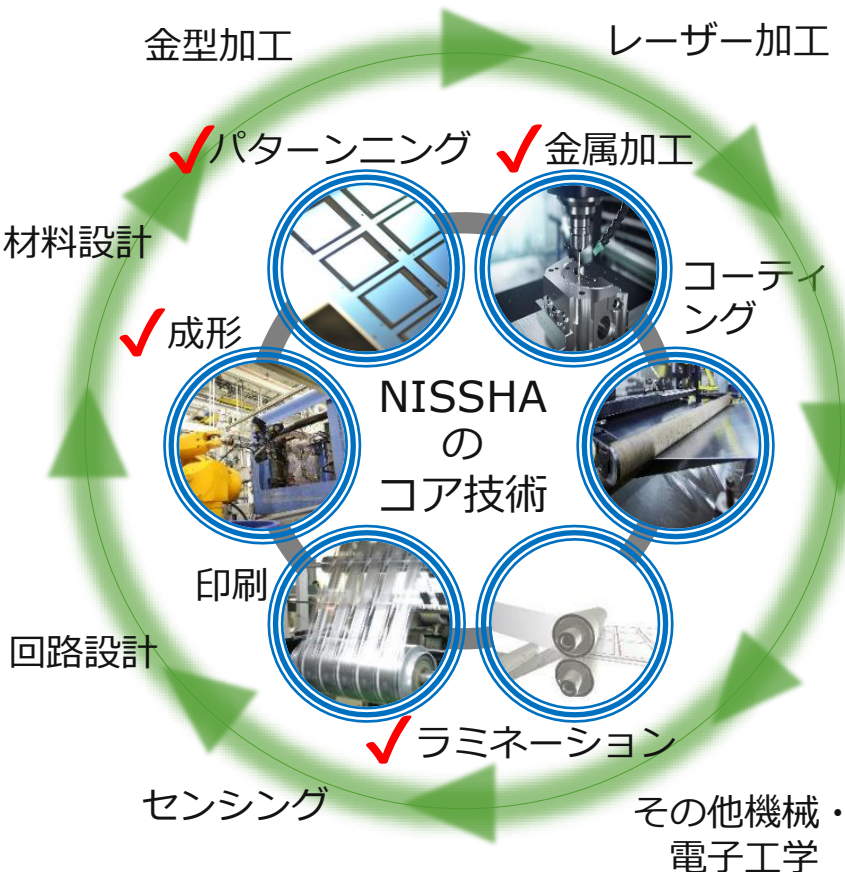 金型加工
レーザー加工
パターンニング
金属加工
材料設計
コーティ
ング
成形
NISSHA
の
コア技術
印刷
回路設計
ラミネーション
センシング
その他機械・
電子工学